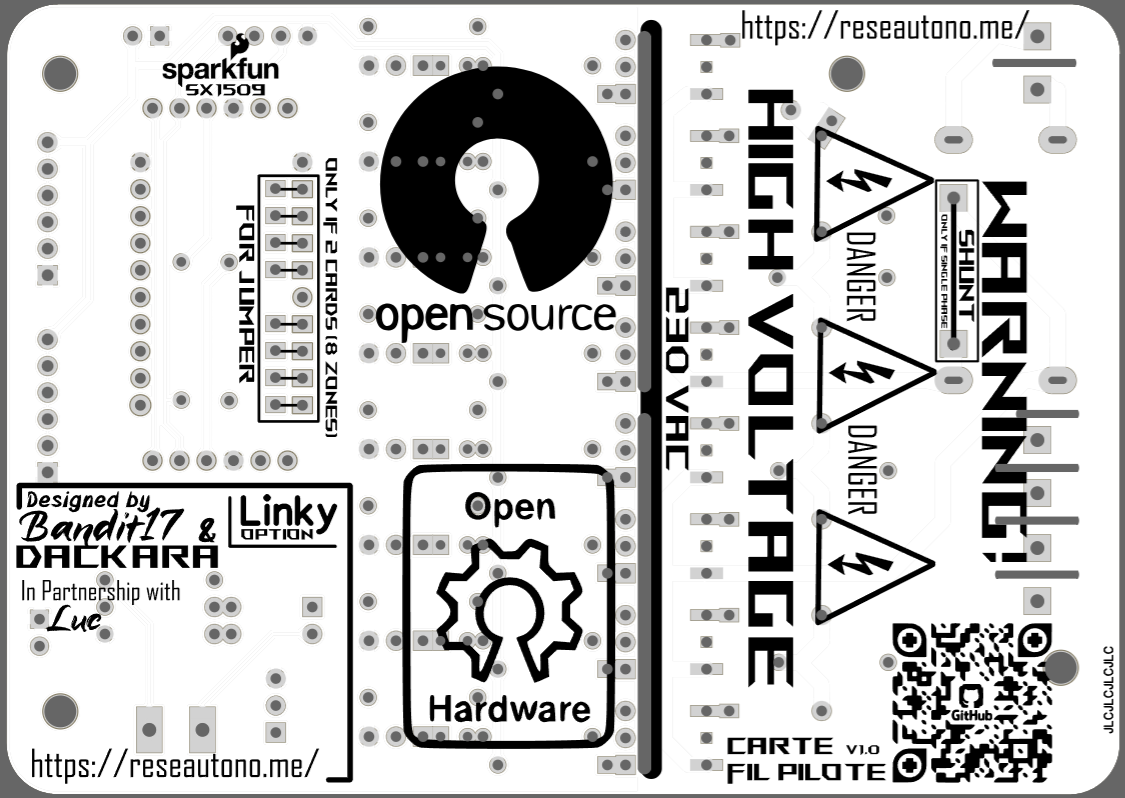 https://reseautono.me/
sparkfun
SX1509
ONLY IF 2 CARDS (8 ZONES)
FOR JUMPER
open source
230 VAC
HIGH VOLTAGE
DANGER
DANGER
SHUNT
ONLY IF SINGLE PHASE
WARNING!
Designed by
Bandit17 &
DACKARA
Linky
OPTION
In Partnership with
Luc
https://reseautono.me/
Open
Hardware
CARTE V1.0
FIL PILOTE
GitHub
JLCJLCJLCJLC